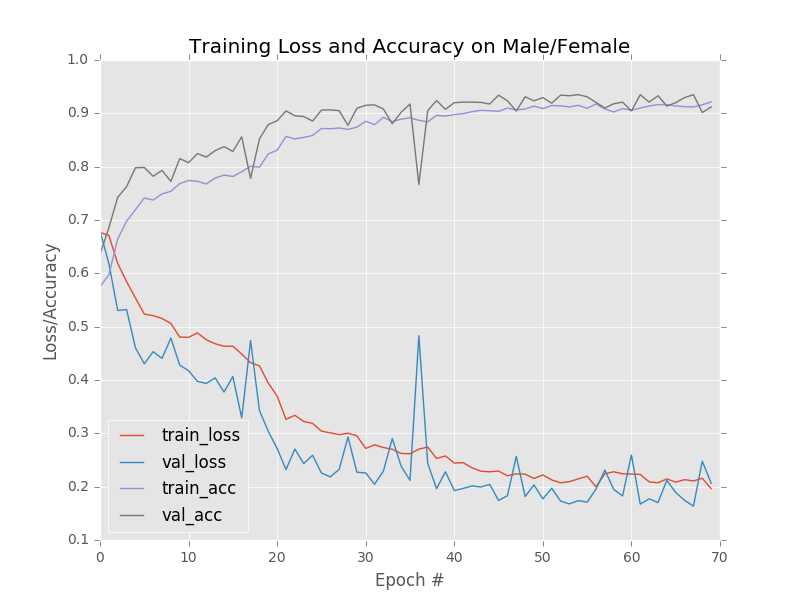 Training Loss and Accuracy on Male/Female
1.0
0.9
0.8
0.7
0.6
0.5
0.4
0.3
0.2
0.1
Loss/Accuracy
train_loss
val_loss
train_acc
val_acc
0 10 20 30 40 50 60 70
Epoch #